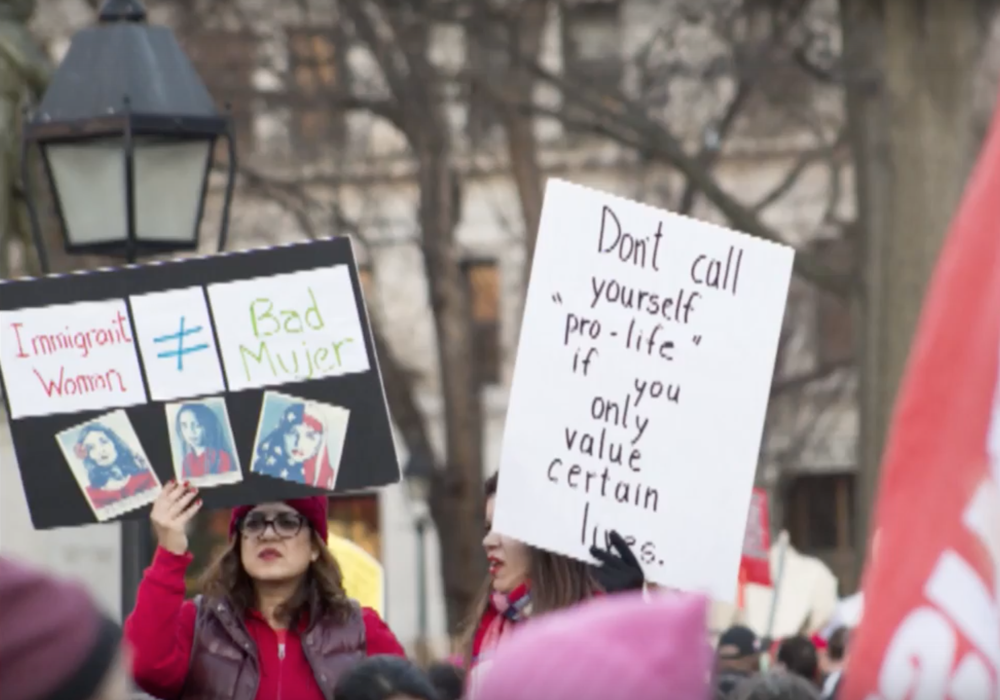 Immigrant
Woman
≠
Bad
Mujer
Don't call
yourself
"pro-life"
if you
only
value
certain
lives.